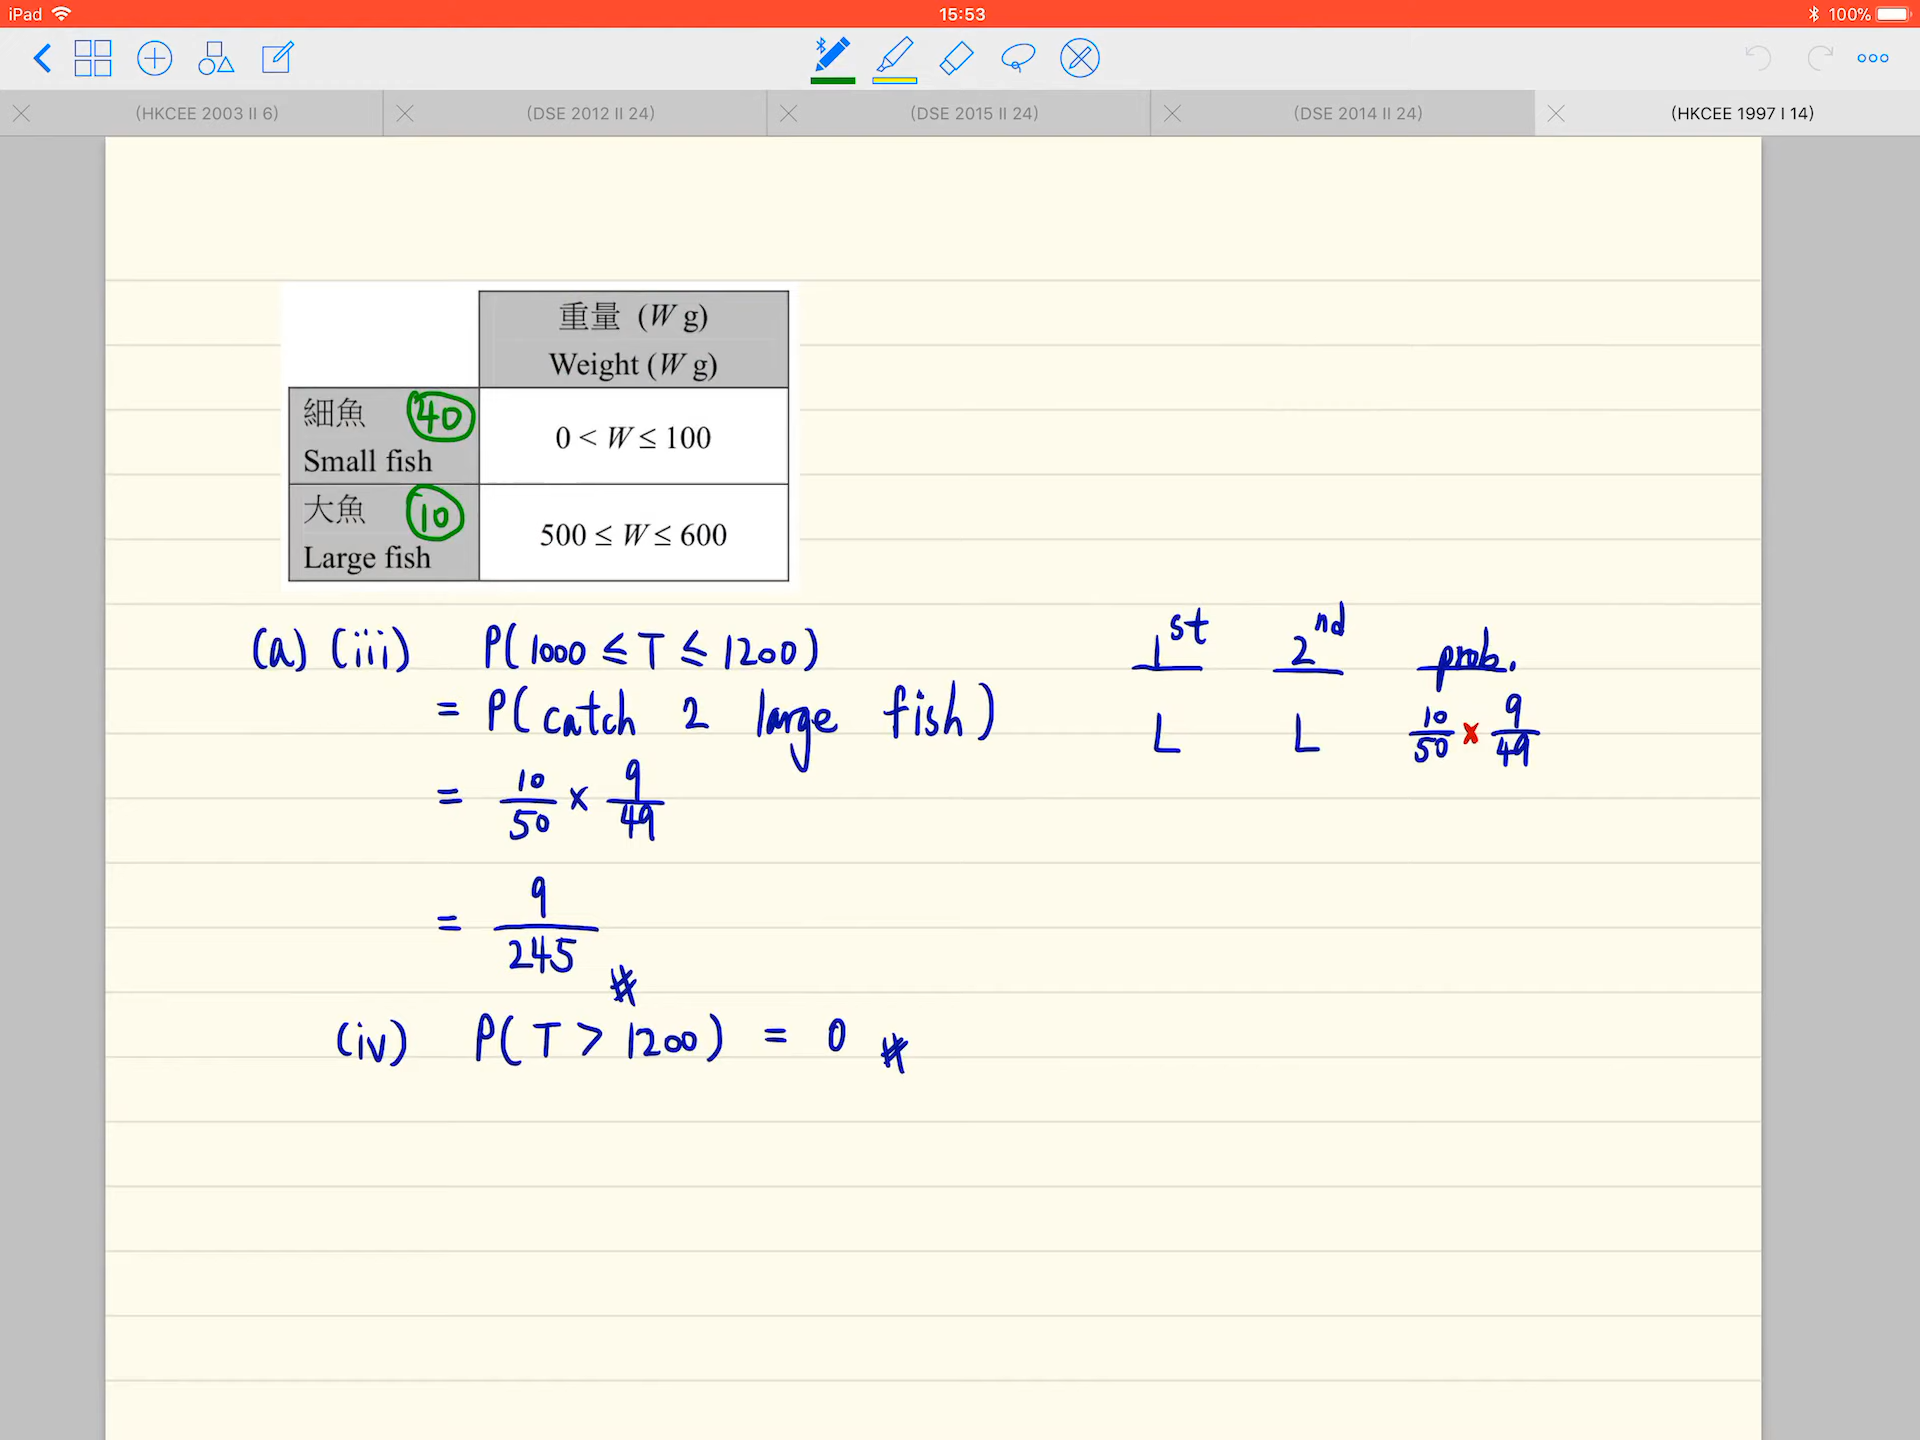 iPad 15:53 100%
(HKCEE 2003 II 6) (DSE 2012 II 24) (DSE 2015 II 24) (DSE 2014 II 24) (HKCEE 1997 I 14)
重量 (W g)
Weight (W g)
細魚 40
Small fish
0 < W ≤ 100
大魚 10
Large fish
500 ≤ W ≤ 600
(a) (iii) P(1000 ≤ T ≤ 1200)
= P(catch 2 large fish)
= 10/50 × 9/49
= 9/245 #
(iv) P(T > 1200) = 0 #
1st 2nd prob.
L L 10/50 × 9/49